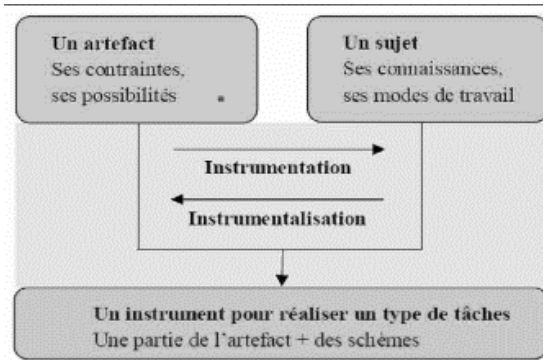 Un artefact
Ses contraintes,
ses possibilités
Un sujet
Ses connaissances,
ses modes de travail
Instrumentation
Instrumentalisation
Un instrument pour réaliser un type de tâches
Une partie de l'artefact + des schèmes